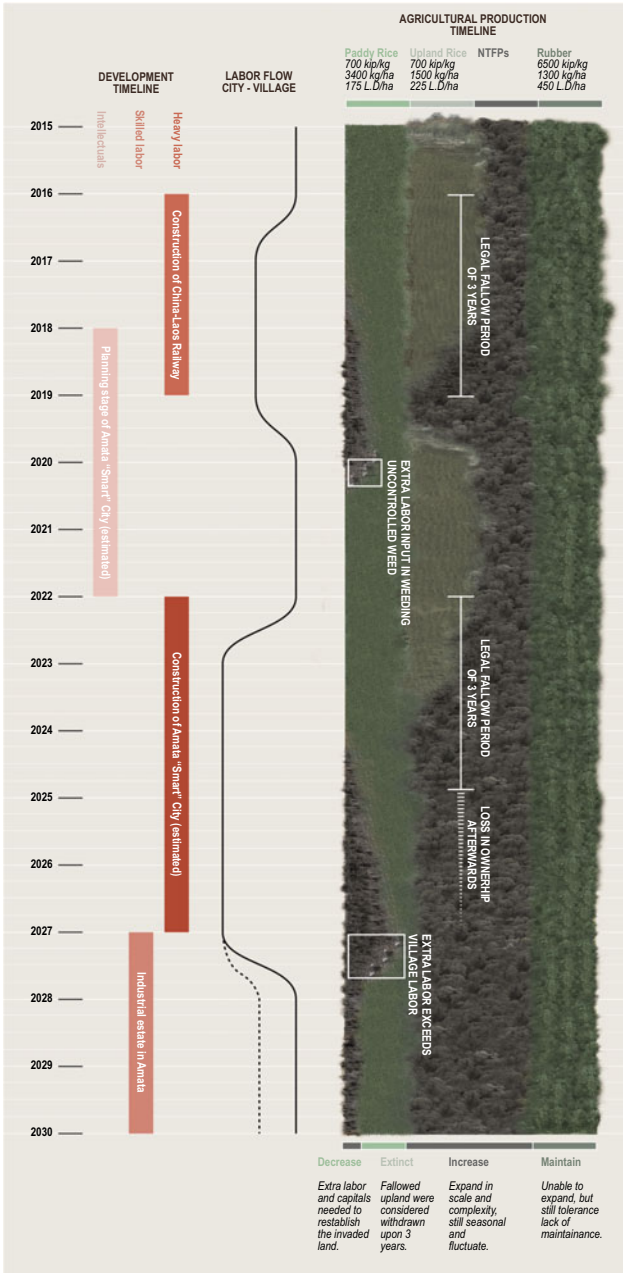 AGRICULTURAL PRODUCTION
TIMELINE
Paddy Rice
700 kip/kg
3400 kg/ha
175 L.D/ha
Upland Rice
700 kip/kg
1500 kg/ha
225 L.D/ha
NTFPs
Rubber
6500 kip/kg
1300 kg/ha
450 L.D/ha
DEVELOPMENT
TIMELINE
LABOR FLOW
CITY - VILLAGE
Intellectuals
Skilled labor
Heavy labor
2015
2016
2017
2018
2019
2020
2021
2022
2023
2024
2025
2026
2027
2028
2029
2030
Construction of China-Laos Railway
Planning stage of Amata "Smart" City (estimated)
Construction of Amata "Smart" City (estimated)
Industrial estate in Amata
LEGAL FALLOW PERIOD
OF 3 YEARS
EXTRA LABOR INPUT IN WEEDING
UNCONTROLLED WEED
LEGAL FALLOW PERIOD
OF 3 YEARS
LOSS IN OWNERHIP
AFTERWARDS
EXTRA LABOR EXCEEDS
VILLAGE LABOR
Decrease
Extra labor
and capitals
needed to
restablish
the invaded
land.
Extinct
Fallowed
upland were
considered
withdrawn
upon 3
years.
Increase
Expand in
scale and
complexity,
still seasonal
and
fluctuate.
Maintain
Unable to
expand, but
still tolerance
lack of
maintainance.